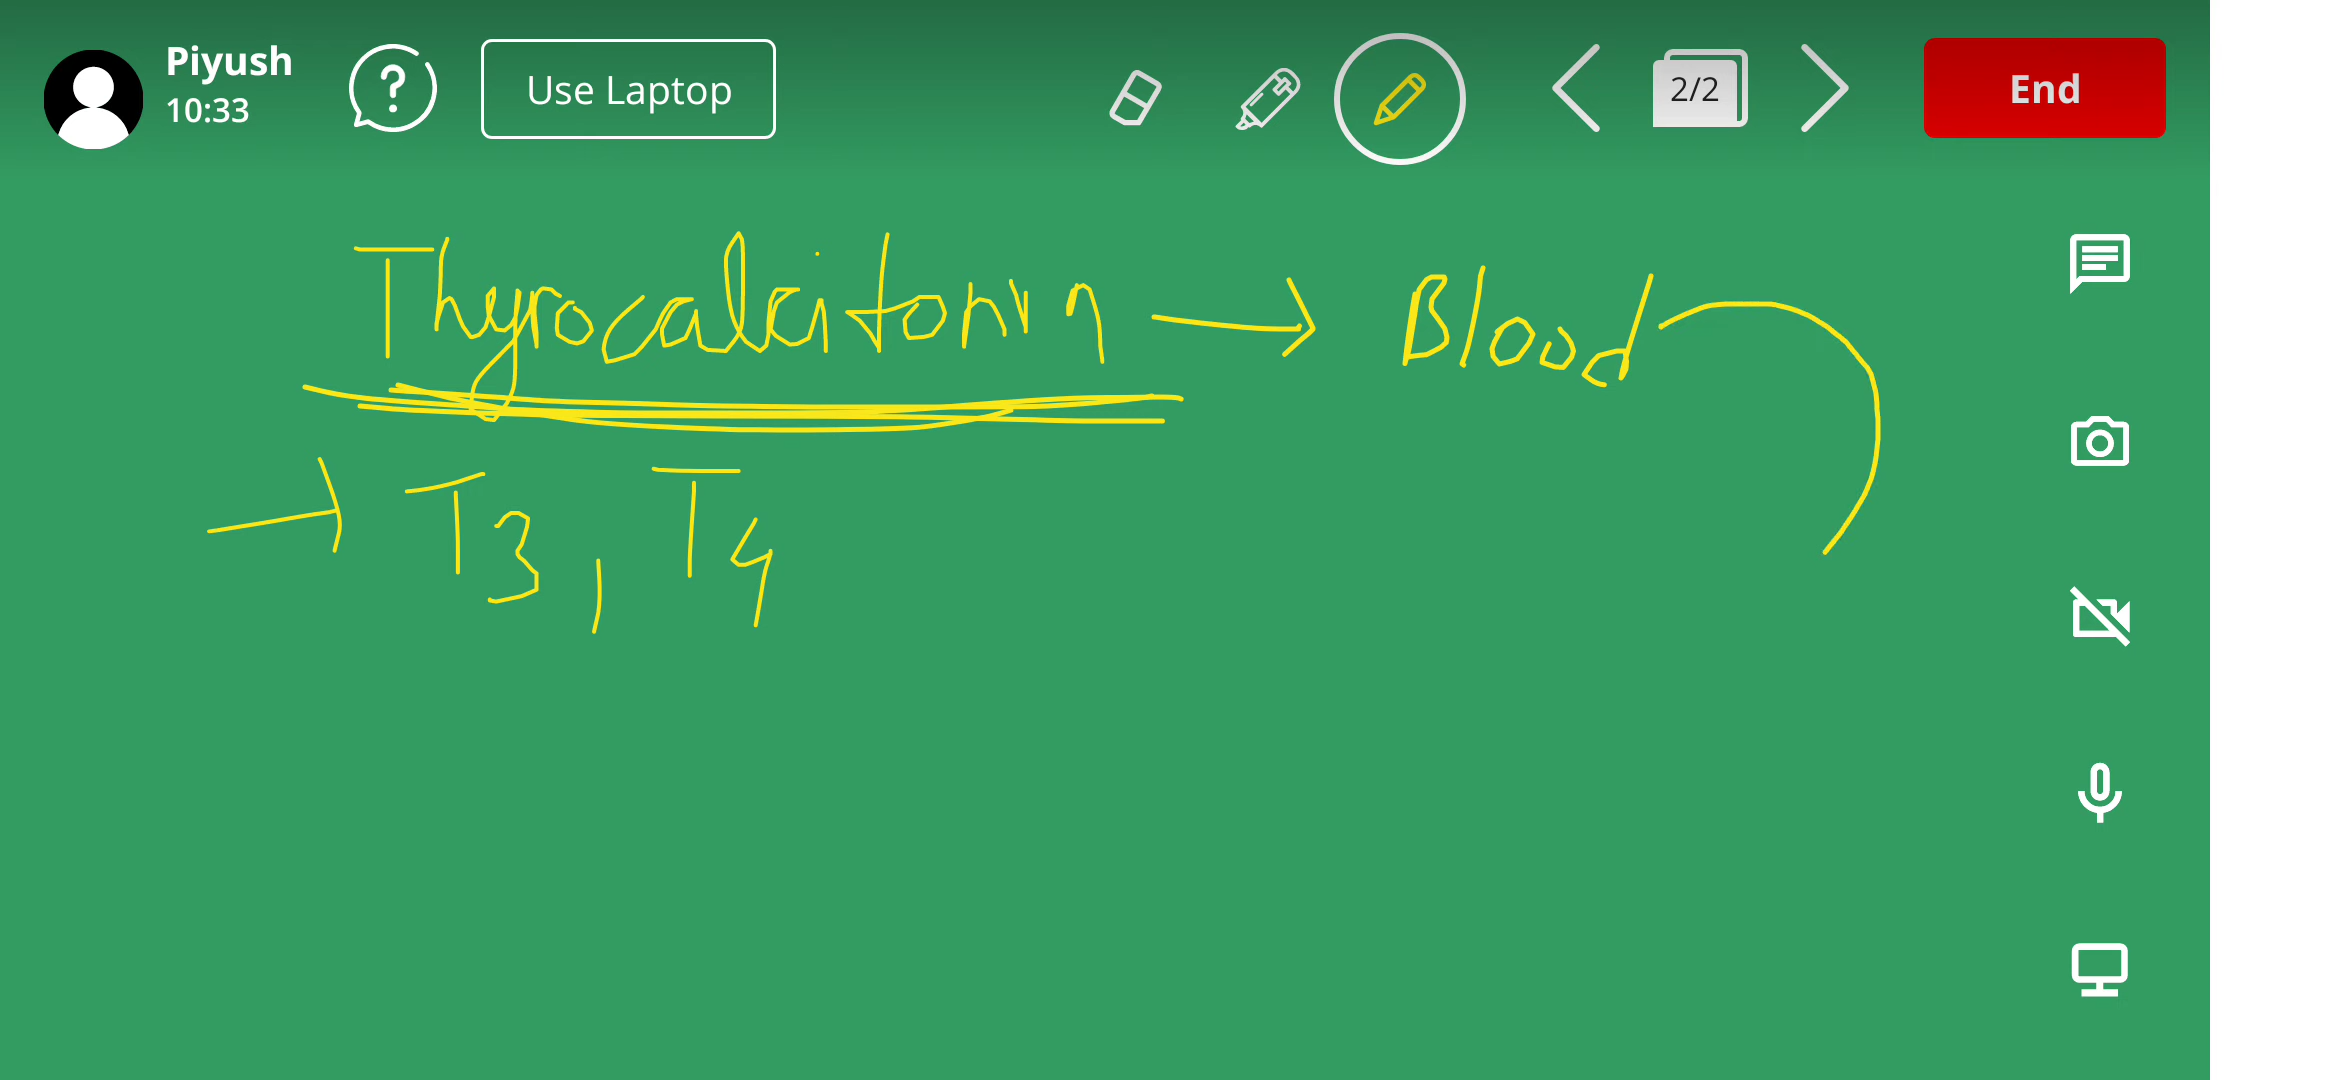 Piyush
10:33
?
Use Laptop
2/2
End
Thyrocalcitonin → Blood
→ T3, T4